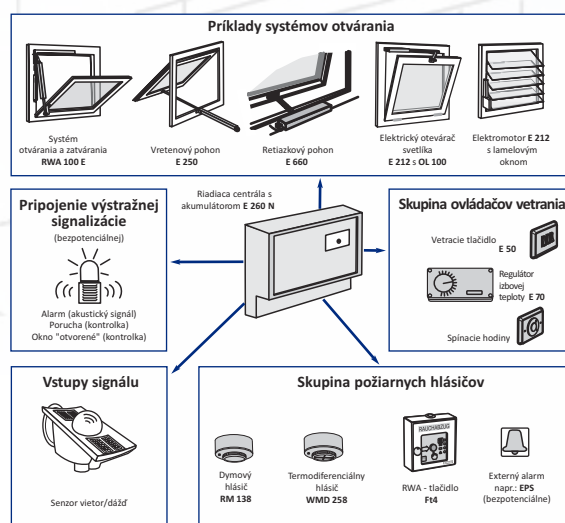 Príklady systémov otvárania
Systém
otvárania a zatvárania
RWA 100 E
Vretenový pohon
E 250
Retiazkový pohon
E 660
Elektrický otevárač
svetlíka
E 212 s OL 100
Elektromotor E 212
s lamelovým
oknom
Pripojenie výstražnej
signalizácie
(bezpotenciálnej)
Alarm (akustický signál)
Porucha (kontrolka)
Okno "otvorené" (kontrolka)
Riadiaca centrála s
akumulátorom E 260 N
Skupina ovládačov vetrania
Vetracie tlačidlo
E 50
Regulátor
izbovej
teploty E 70
Spínacie hodiny
Vstupy signálu
Senzor vietor/dážď
Skupina požiarnych hlásičov
Dymový
hlásič
RM 138
Termodiferenciálny
hlásič
WMD 258
RAUCHABZUG
RWA - tlačidlo
Ft4
Externý alarm
napr.: EPS
(bezpotenciálne)